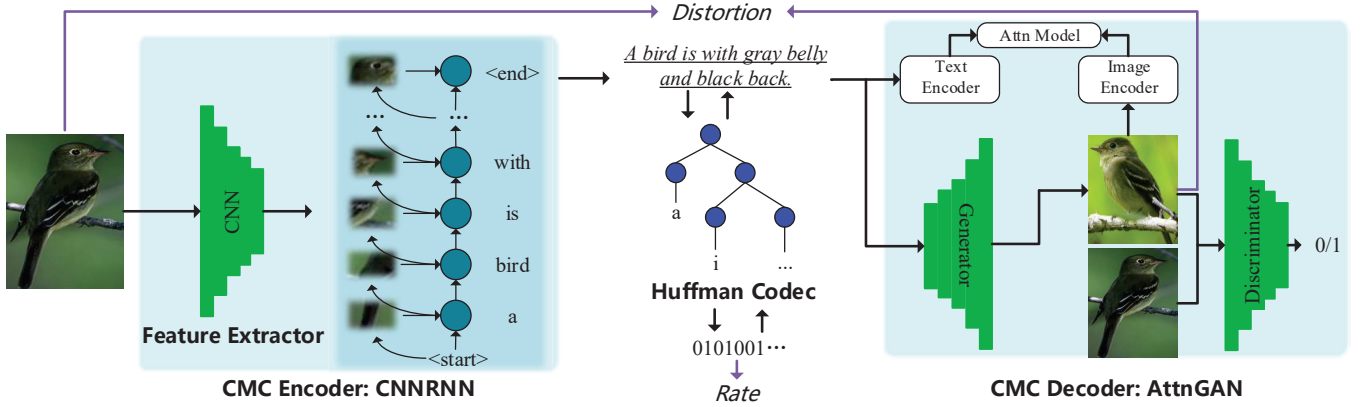 Distortion
CNN
Feature Extractor
<end>
...
...
with
is
bird
a
<start>
CMC Encoder: CNNRNN
A bird is with gray belly
and black back.
a
i
...
Huffman Codec
0101001...
Rate
Attn Model
Text
Encoder
Image
Encoder
Generator
Discriminator
0/1
CMC Decoder: AttnGAN